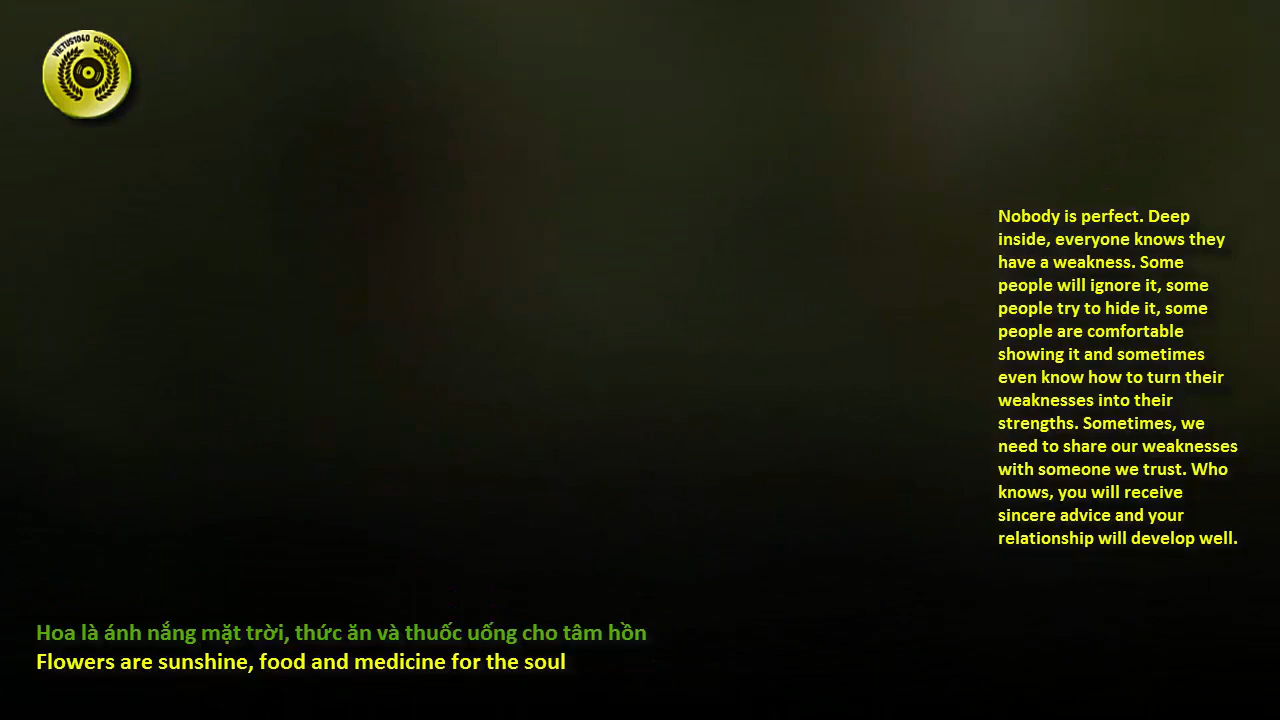 VIETUS1040 CHANNEL
Nobody is perfect. Deep
inside, everyone knows they
have a weakness. Some
people will ignore it, some
people try to hide it, some
people are comfortable
showing it and sometimes
even know how to turn their
weaknesses into their
strengths. Sometimes, we
need to share our weaknesses
with someone we trust. Who
knows, you will receive
sincere advice and your
relationship will develop well.
Hoa là ánh nắng mặt trời, thức ăn và thuốc uống cho tâm hồn
Flowers are sunshine, food and medicine for the soul